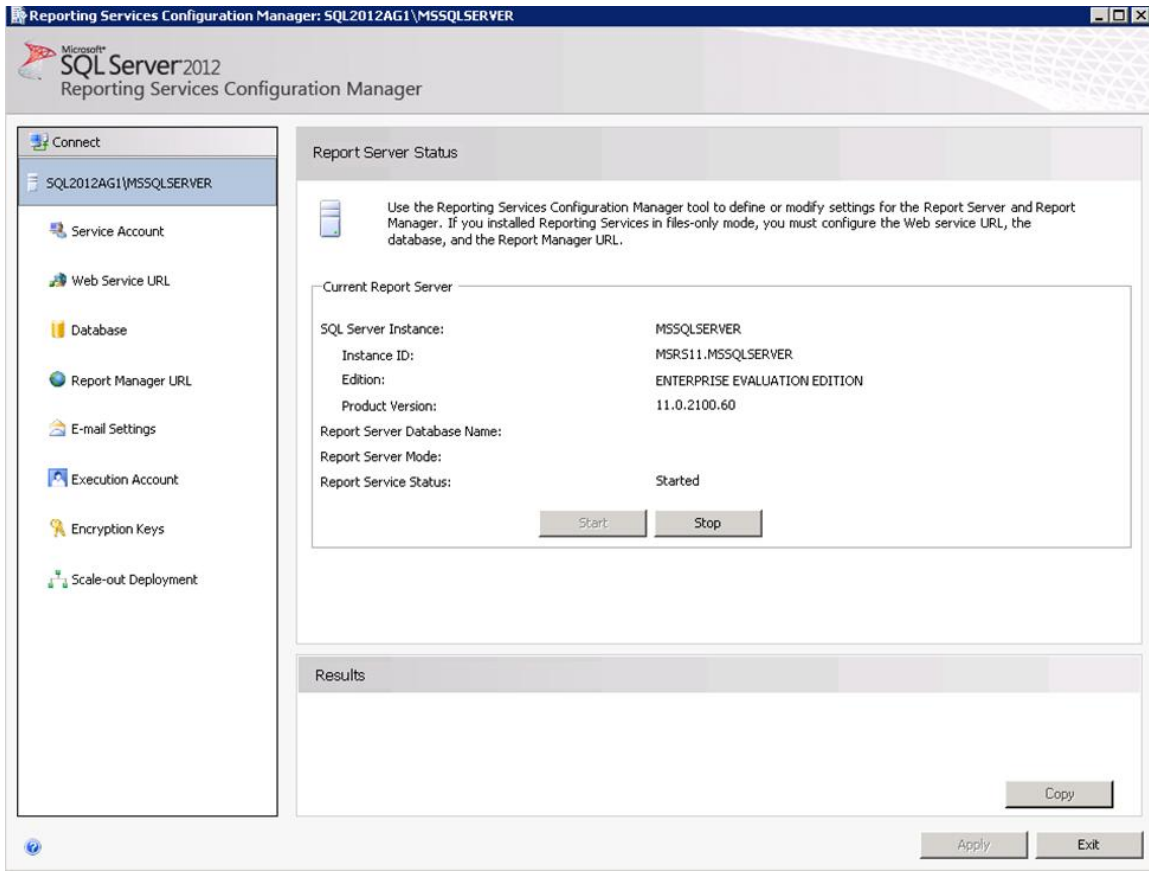 Reporting Services Configuration Manager: SQL2012AG1\MSSQLSERVER
Microsoft®
SQL Server 2012
Reporting Services Configuration Manager
Connect
SQL2012AG1\MSSQLSERVER
Service Account
Web Service URL
Database
Report Manager URL
E-mail Settings
Execution Account
Encryption Keys
Scale-out Deployment
Report Server Status
Use the Reporting Services Configuration Manager tool to define or modify settings for the Report Server and Report
Manager. If you installed Reporting Services in files-only mode, you must configure the Web service URL, the
database, and the Report Manager URL.
Current Report Server
SQL Server Instance: MSSQLSERVER
Instance ID: MSRS11.MSSQLSERVER
Edition: ENTERPRISE EVALUATION EDITION
Product Version: 11.0.2100.60
Report Server Database Name:
Report Server Mode:
Report Service Status: Started
Start Stop
Results
Copy
Apply Exit